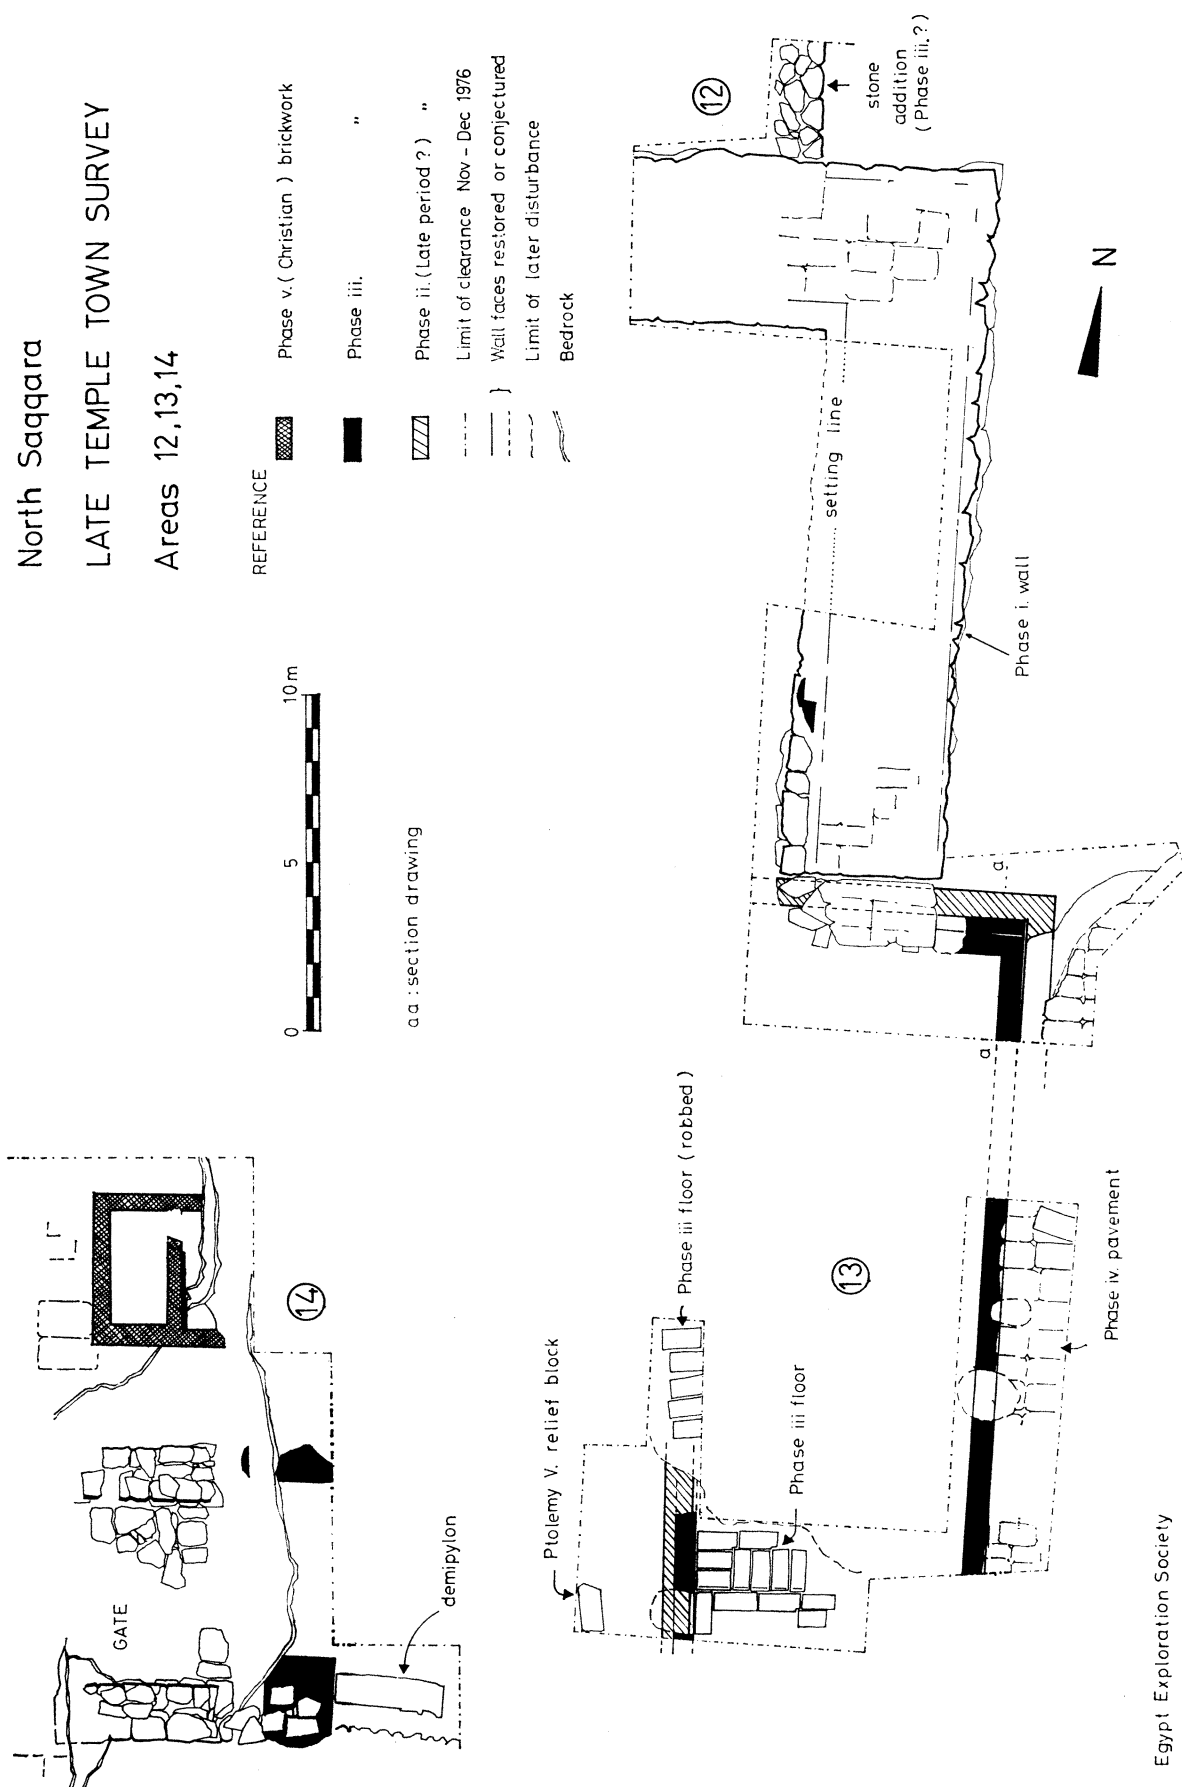 North Saqqara
LATE TEMPLE TOWN SURVEY
Areas 12,13,14
REFERENCE
Phase v. ( Christian ) brickwork
Phase iii. "
Phase ii. ( Late period ? ) "
Limit of clearance Nov - Dec 1976
} Wall faces restored or conjectured
Limit of later disturbance
Bedrock
0 5 10 m
a a : section drawing
14
GATE
demipylon
12
stone
addition
( Phase iii. ? )
setting line
N
Phase i. wall
a
a
13
Phase iii floor ( robbed )
Ptolemy V. relief block
Phase iii floor
Phase iv. pavement
Egypt Exploration Society